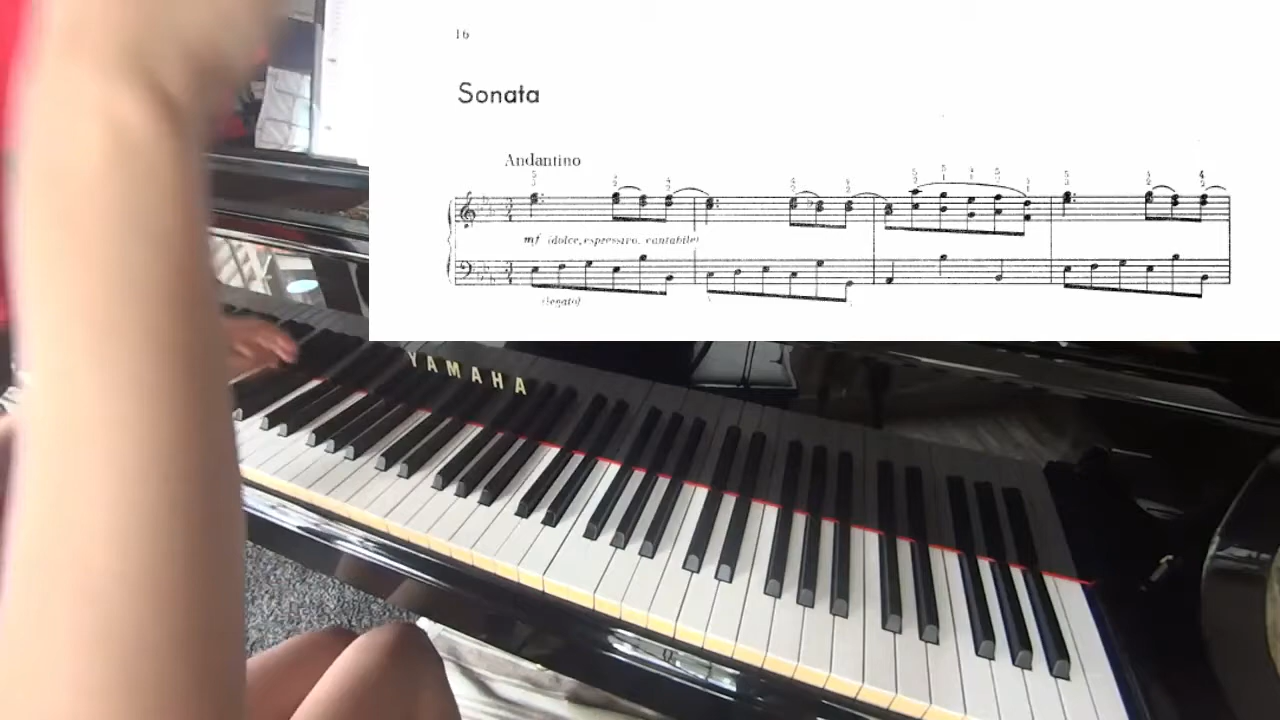 16
Sonata
Andantino
mf (dolce, espressivo, cantabile)
(legato)
YAMAHA